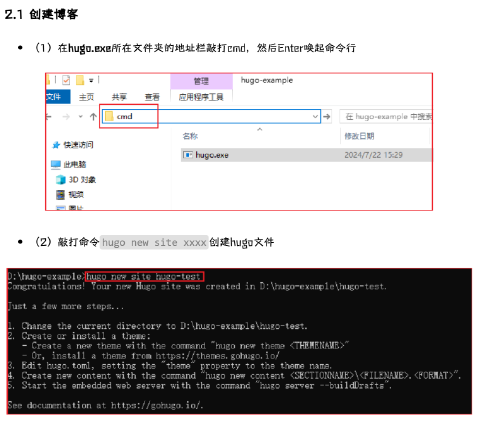 2.1 创建博客
（1）在hugo.exe所在文件夹的地址栏敲打cmd，然后Enter唤起命令行
管理 hugo-example
文件 主页 共享 查看 应用程序工具
cmd 在 hugo-example 中搜索
名称 修改日期
快速访问
hugo.exe 2024/7/22 15:29
此电脑
3D 对象
视频
图片
（2）敲打命令 hugo new site xxxx 创建hugo文件
D:\hugo-example>hugo new site hugo-test
Congratulations! Your new Hugo site was created in D:\hugo-example\hugo-test.
Just a few more steps...
1. Change the current directory to D:\hugo-example\hugo-test.
2. Create or install a theme:
- Create a new theme with the command "hugo new theme <THEMENAME>"
- Or, install a theme from https://themes.gohugo.io/
3. Edit hugo.toml, setting the "theme" property to the theme name.
4. Create new content with the command "hugo new content <SECTIONNAME>\<FILENAME>.<FORMAT>".
5. Start the embedded web server with the command "hugo server --buildDrafts".
See documentation at https://gohugo.io/.